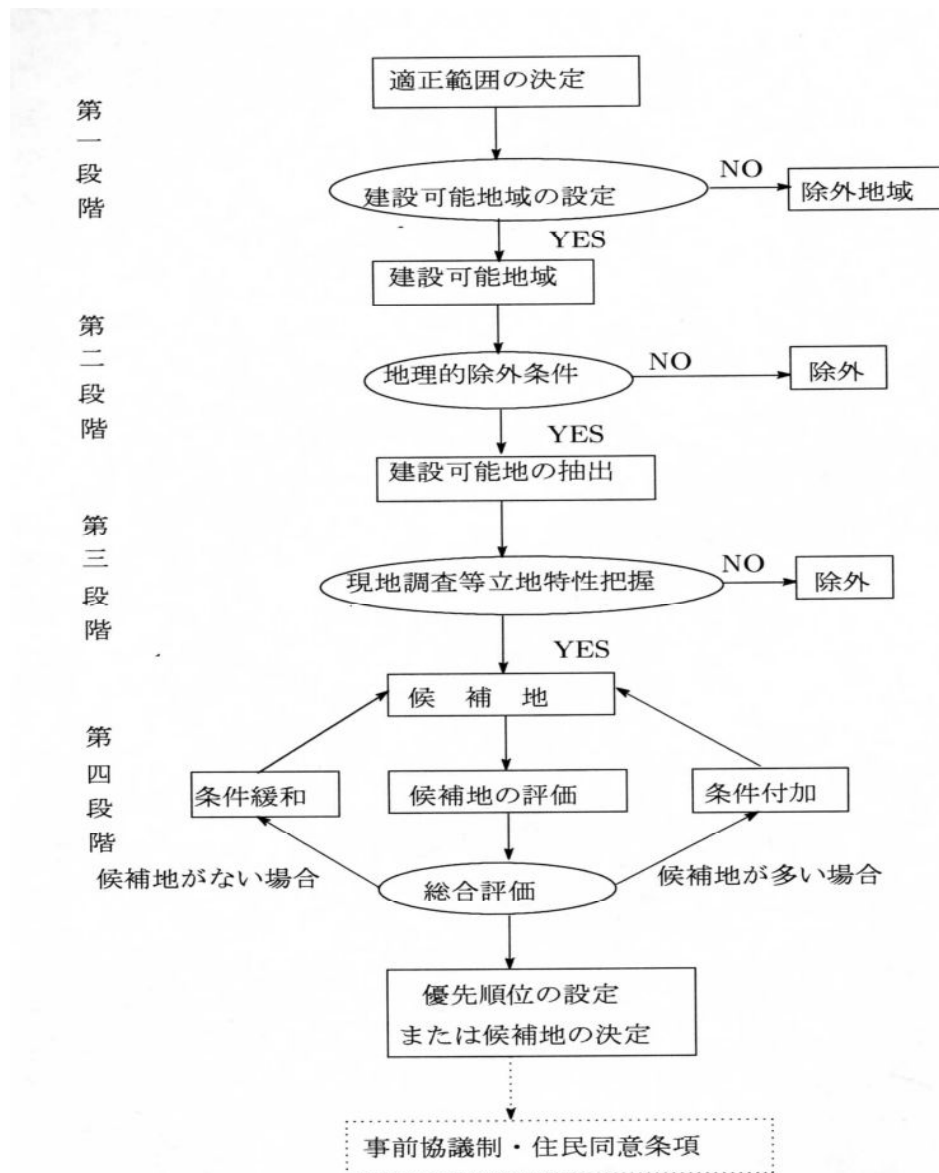 適正範囲の決定
第一段階
NO
建設可能地域の設定
除外地域
YES
建設可能地域
第二段階
NO
地理的除外条件
除外
YES
建設可能地の抽出
第三段階
NO
現地調査等立地特性把握
除外
YES
候 補 地
第四段階
条件緩和
候補地の評価
条件付加
候補地がない場合
総合評価
候補地が多い場合
優先順位の設定
または候補地の決定
事前協議制・住民同意条項